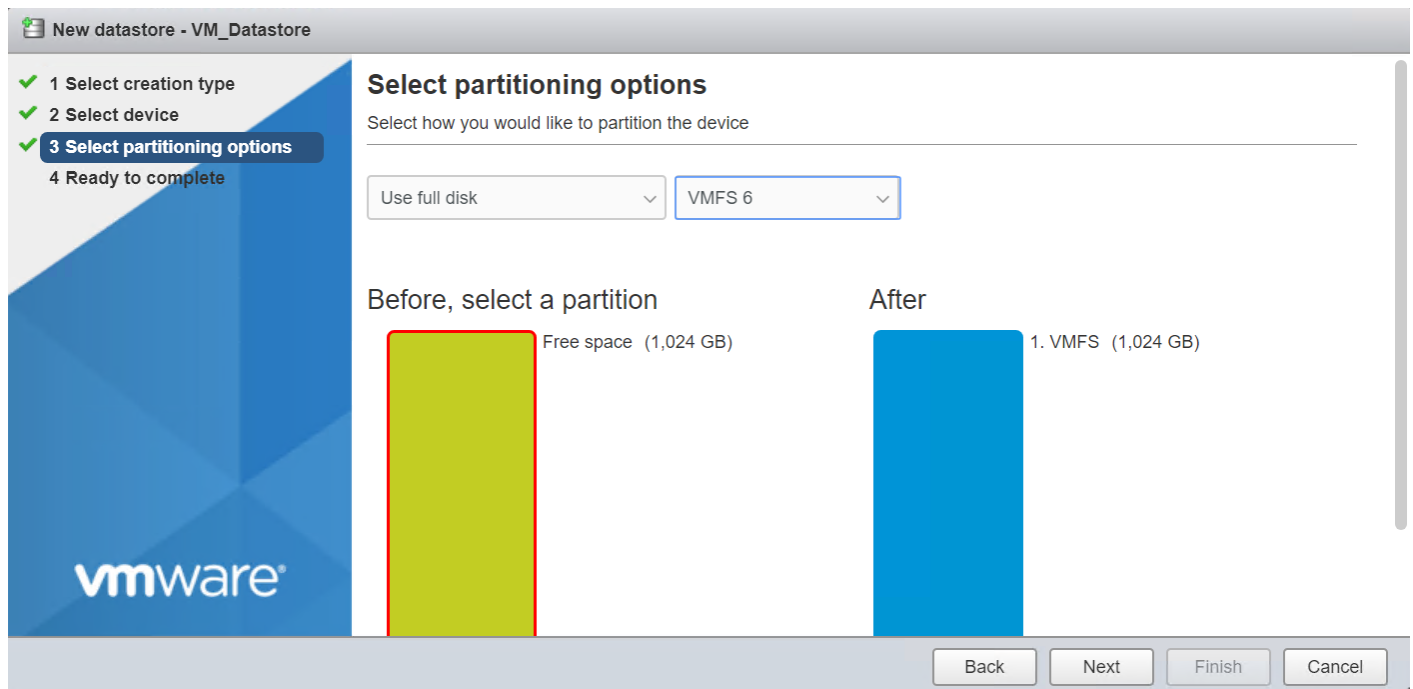 New datastore - VM_Datastore
1 Select creation type
2 Select device
3 Select partitioning options
4 Ready to complete
vmware®
Select partitioning options
Select how you would like to partition the device
Use full disk
VMFS 6
Before, select a partition
Free space (1,024 GB)
After
1. VMFS (1,024 GB)
Back
Next
Finish
Cancel